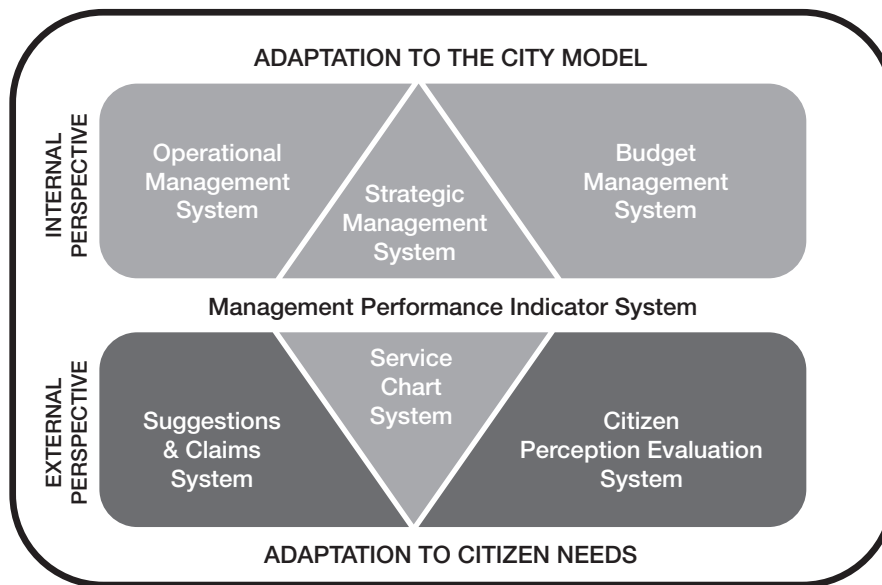 ADAPTATION TO THE CITY MODEL
INTERNAL
PERSPECTIVE
Operational
Management
System
Strategic
Management
System
Budget
Management
System
Management Performance Indicator System
EXTERNAL
PERSPECTIVE
Suggestions
& Claims
System
Service
Chart
System
Citizen
Perception Evaluation
System
ADAPTATION TO CITIZEN NEEDS